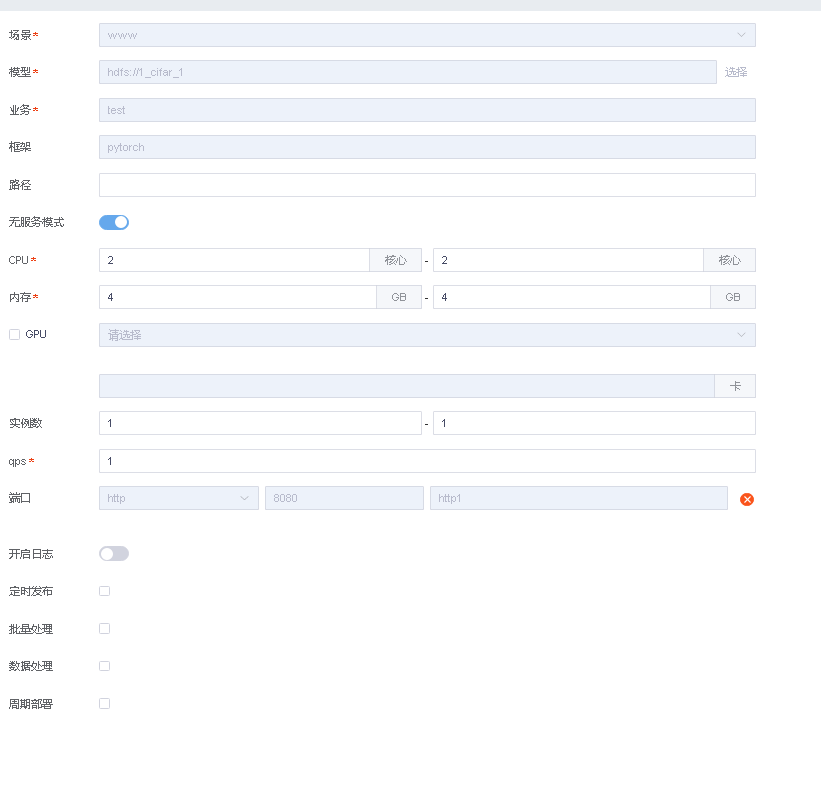 场景* www
模型* hdfs://1_cifar_1 选择
业务* test
框架 pytorch
路径
无服务模式
CPU* 2 核心 - 2 核心
内存* 4 GB - 4 GB
GPU 请选择
卡
实例数 1 - 1
qps* 1
端口 http 8080 http1
开启日志
定时发布
批量处理
数据处理
周期部署